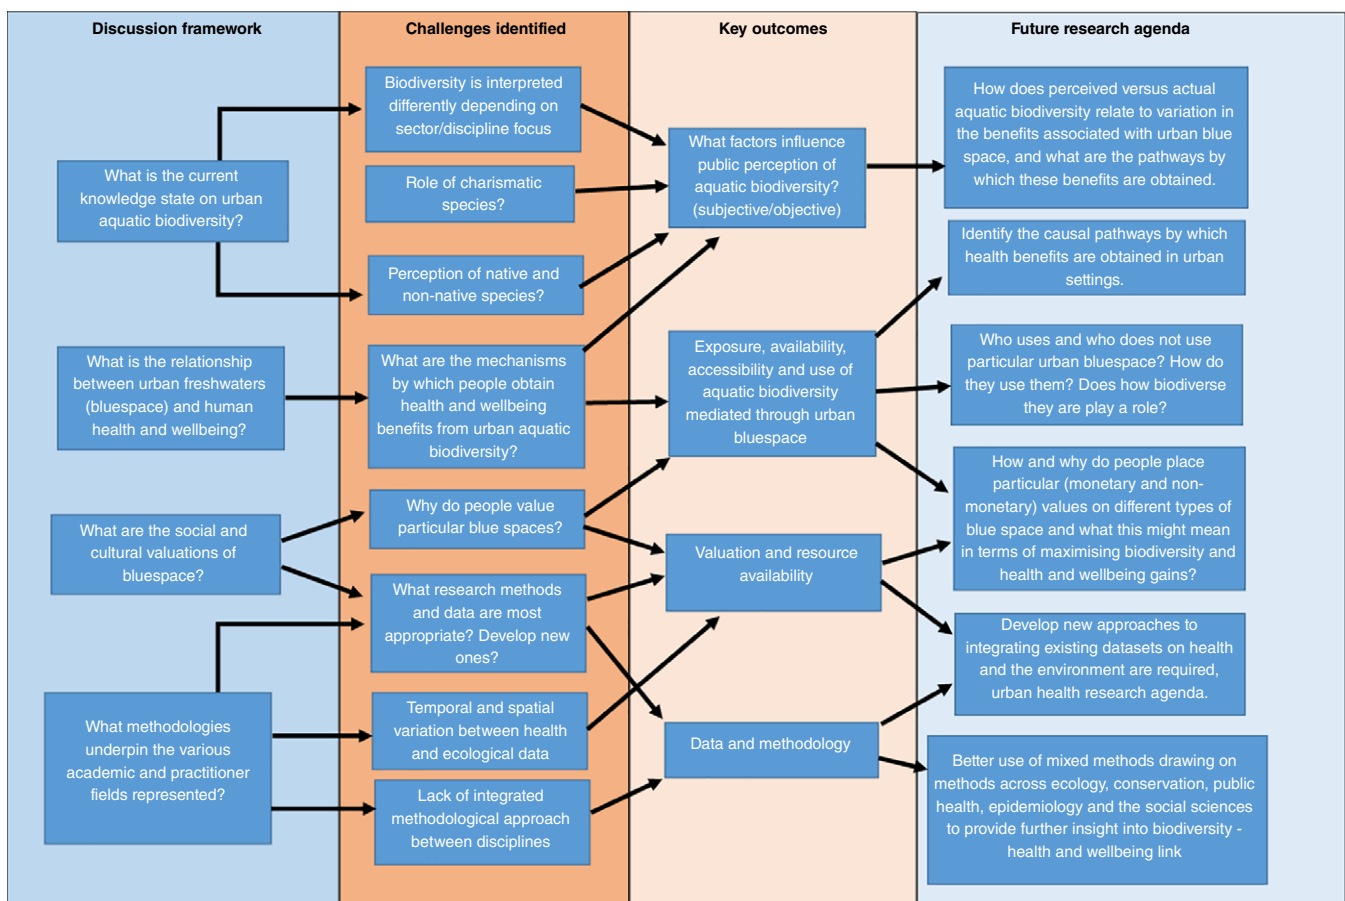 Discussion framework
What is the current
knowledge state on urban
aquatic biodiversity?
What is the relationship
between urban freshwaters
(bluespace) and human
health and wellbeing?
What are the social and
cultural valuations of
bluespace?
What methodologies
underpin the various
academic and practitioner
fields represented?
Challenges identified
Biodiversity is interpreted
differently depending on
sector/discipline focus
Role of charismatic
species?
Perception of native and
non-native species?
What are the mechanisms
by which people obtain
health and wellbeing
benefits from urban aquatic
biodiversity?
Why do people value
particular blue spaces?
What research methods
and data are most
appropriate? Develop new
ones?
Temporal and spatial
variation between health
and ecological data
Lack of integrated
methodological approach
between disciplines
Key outcomes
What factors influence
public perception of
aquatic biodiversity?
(subjective/objective)
Exposure, availability,
accessibility and use of
aquatic biodiversity
mediated through urban
bluespace
Valuation and resource
availability
Data and methodology
Future research agenda
How does perceived versus actual
aquatic biodiversity relate to variation in
the benefits associated with urban blue
space, and what are the pathways by
which these benefits are obtained.
Identify the causal pathways by which
health benefits are obtained in urban
settings.
Who uses and who does not use
particular urban bluespace? How do
they use them? Does how biodiverse
they are play a role?
How and why do people place
particular (monetary and non-
monetary) values on different types of
blue space and what this might mean
in terms of maximising biodiversity and
health and wellbeing gains?
Develop new approaches to
integrating existing datasets on health
and the environment are required,
urban health research agenda.
Better use of mixed methods drawing on
methods across ecology, conservation, public
health, epidemiology and the social sciences
to provide further insight into biodiversity -
health and wellbeing link